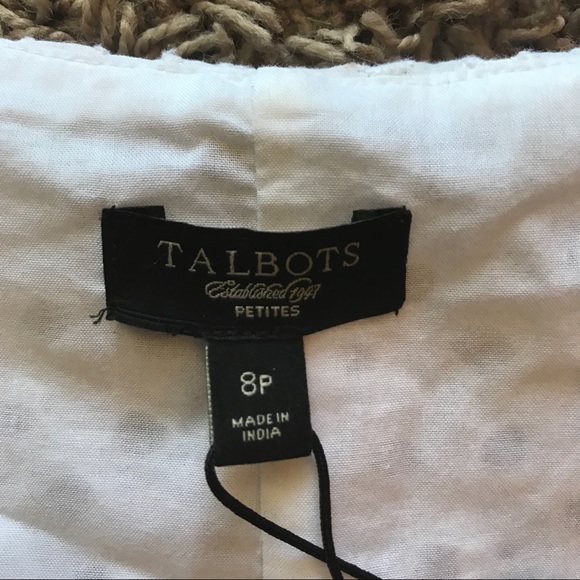 TALBOTS
Established 1947
PETITES
8P
MADE IN
INDIA